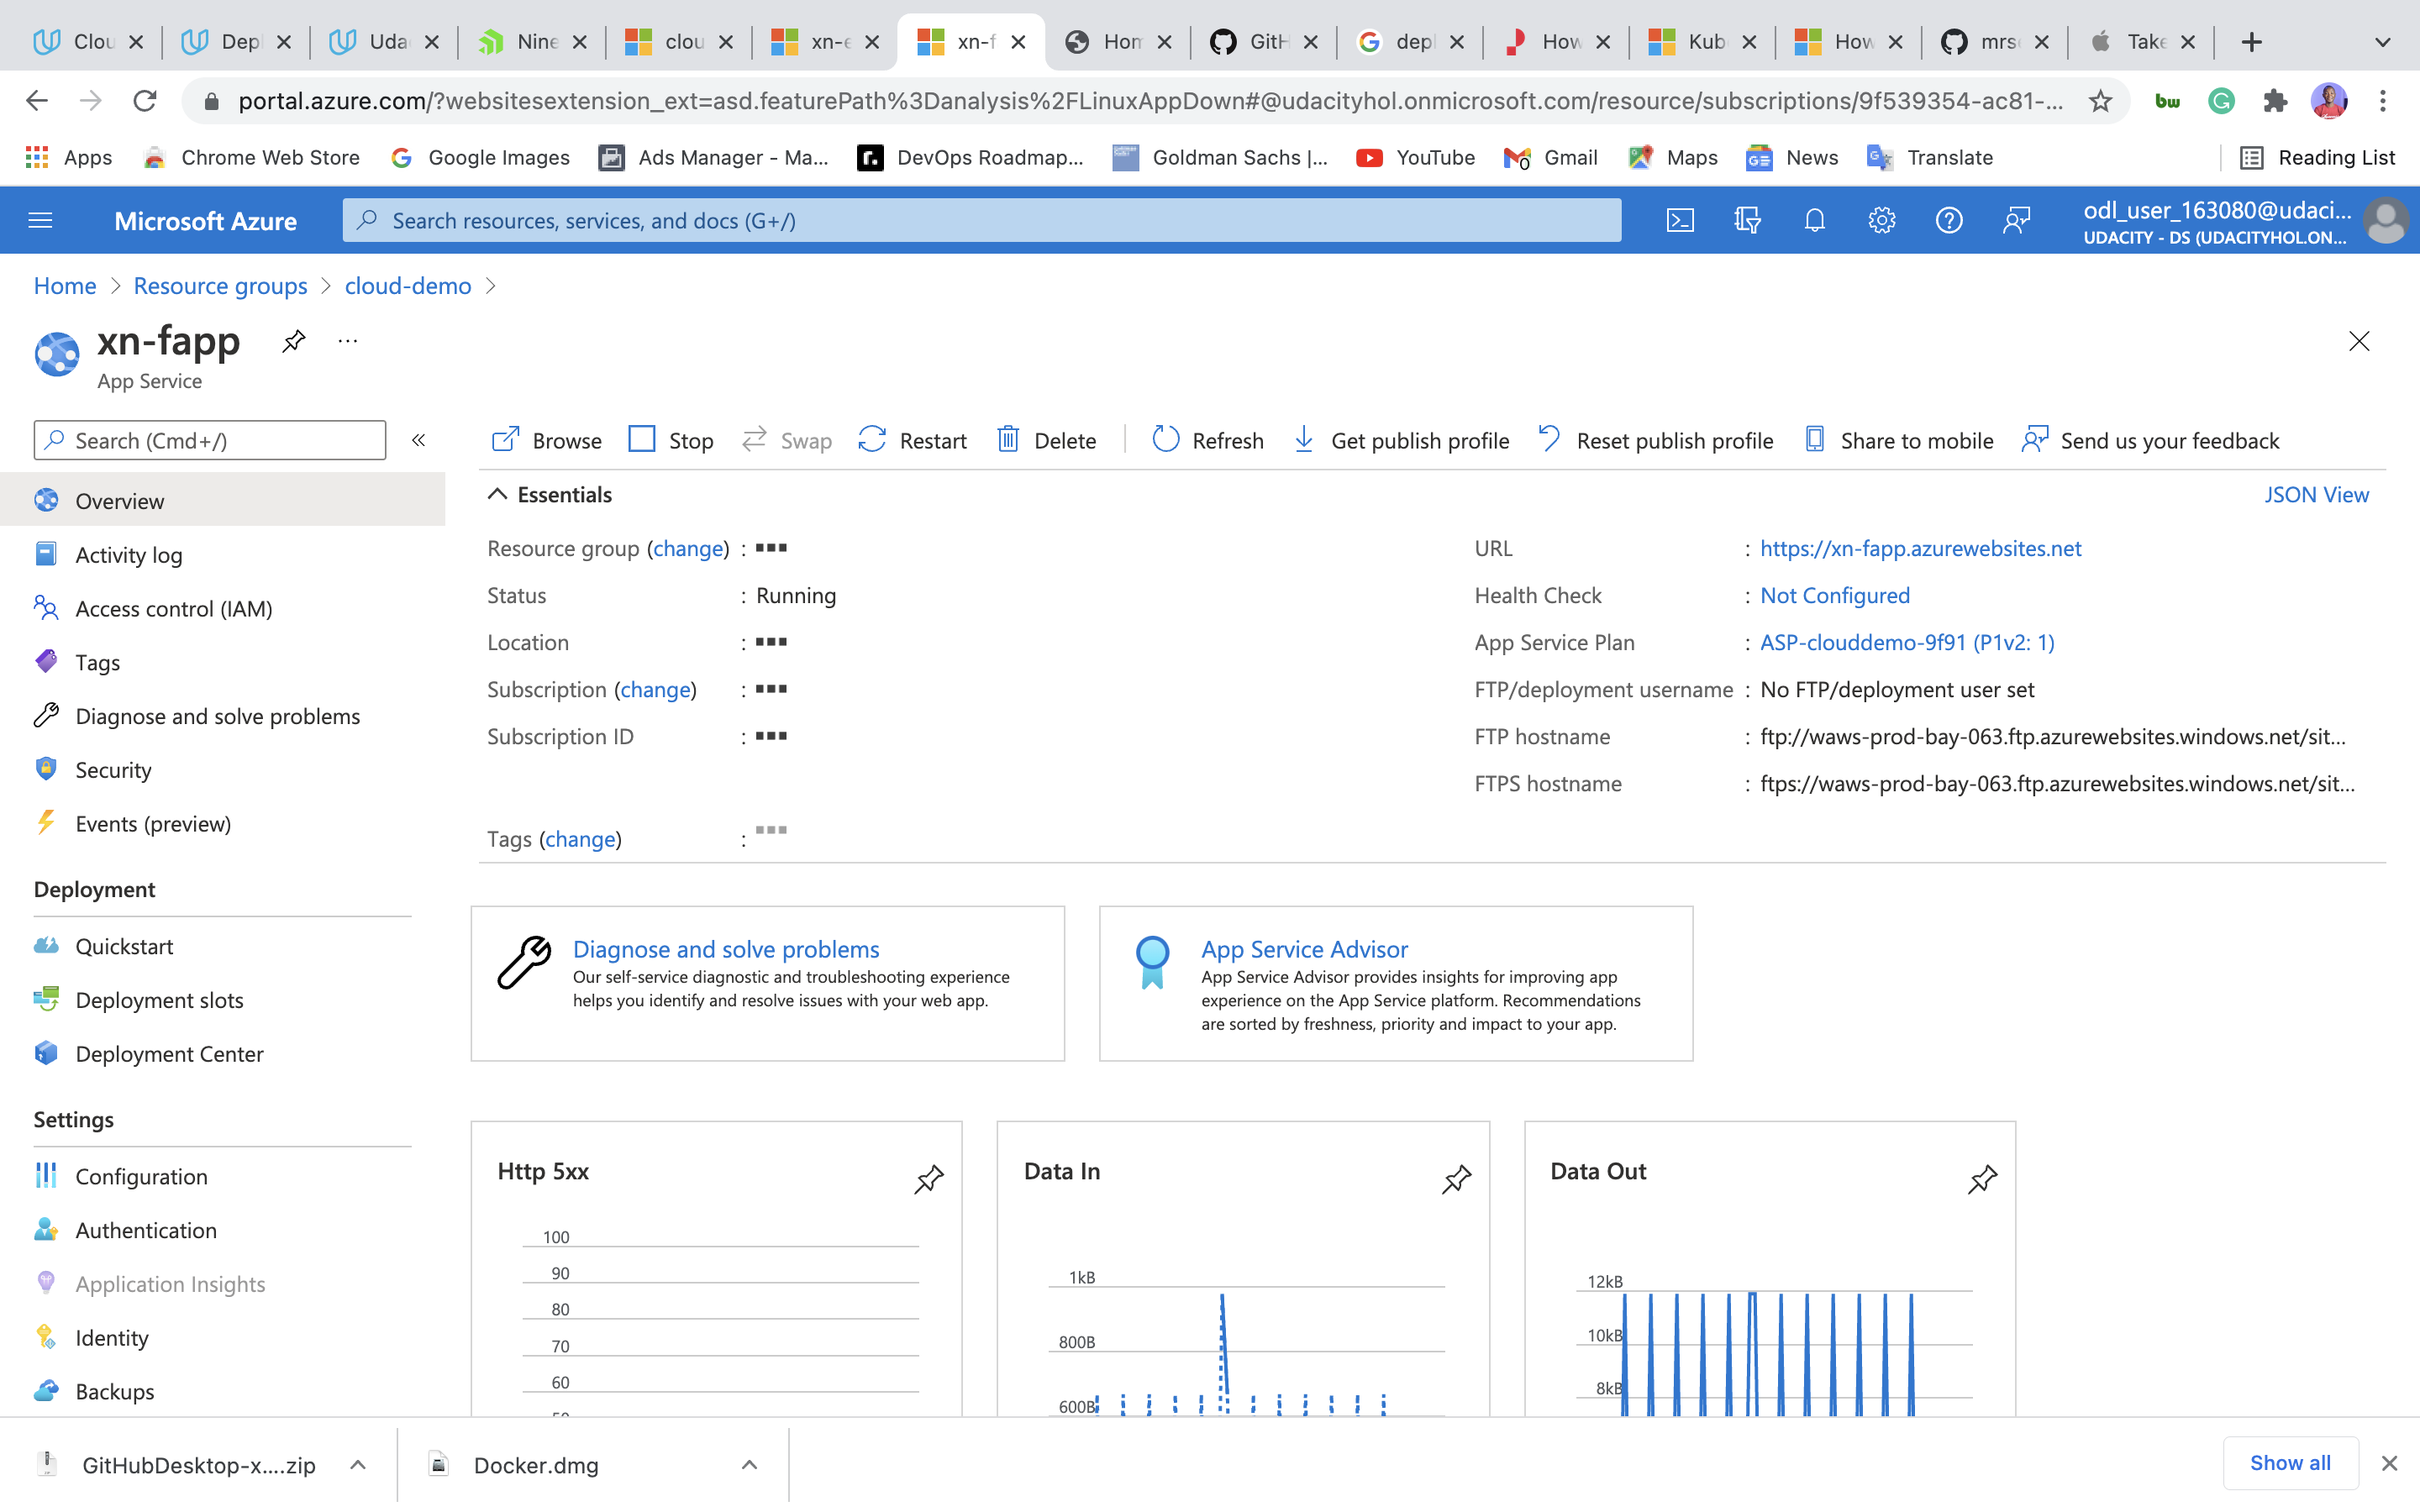 Clou
Dep
Uda
Nine
clou
xn-e
xn-f
Hom
GitH
depl
How
Kub
How
mrs
Take
portal.azure.com/?websitesextension_ext=asd.featurePath%3Danalysis%2FLinuxAppDown#@udacityhol.onmicrosoft.com/resource/subscriptions/9f539354-ac81-...
Apps Chrome Web Store Google Images Ads Manager - Ma... DevOps Roadmap... Goldman Sachs |... YouTube Gmail Maps News Translate Reading List
Microsoft Azure
Search resources, services, and docs (G+/)
odl_user_163080@udaci...
UDACITY - DS (UDACITYHOL.ON...
Home > Resource groups > cloud-demo >
xn-fapp
App Service
Search (Cmd+/)
Browse Stop Swap Restart Delete Refresh Get publish profile Reset publish profile Share to mobile Send us your feedback
Overview
Activity log
Access control (IAM)
Tags
Diagnose and solve problems
Security
Events (preview)
Deployment
Quickstart
Deployment slots
Deployment Center
Settings
Configuration
Authentication
Application Insights
Identity
Backups
Essentials
JSON View
Resource group (change) :
Status : Running
Location :
Subscription (change) :
Subscription ID :
Tags (change) :
URL : https://xn-fapp.azurewebsites.net
Health Check : Not Configured
App Service Plan : ASP-clouddemo-9f91 (P1v2: 1)
FTP/deployment username : No FTP/deployment user set
FTP hostname : ftp://waws-prod-bay-063.ftp.azurewebsites.windows.net/sit...
FTPS hostname : ftps://waws-prod-bay-063.ftp.azurewebsites.windows.net/sit...
Diagnose and solve problems
Our self-service diagnostic and troubleshooting experience
helps you identify and resolve issues with your web app.
App Service Advisor
App Service Advisor provides insights for improving app
experience on the App Service platform. Recommendations
are sorted by freshness, priority and impact to your app.
Http 5xx
100
90
80
70
60
Data In
1kB
800B
600B
Data Out
12kB
10kB
8kB
GitHubDesktop-x....zip
Docker.dmg
Show all